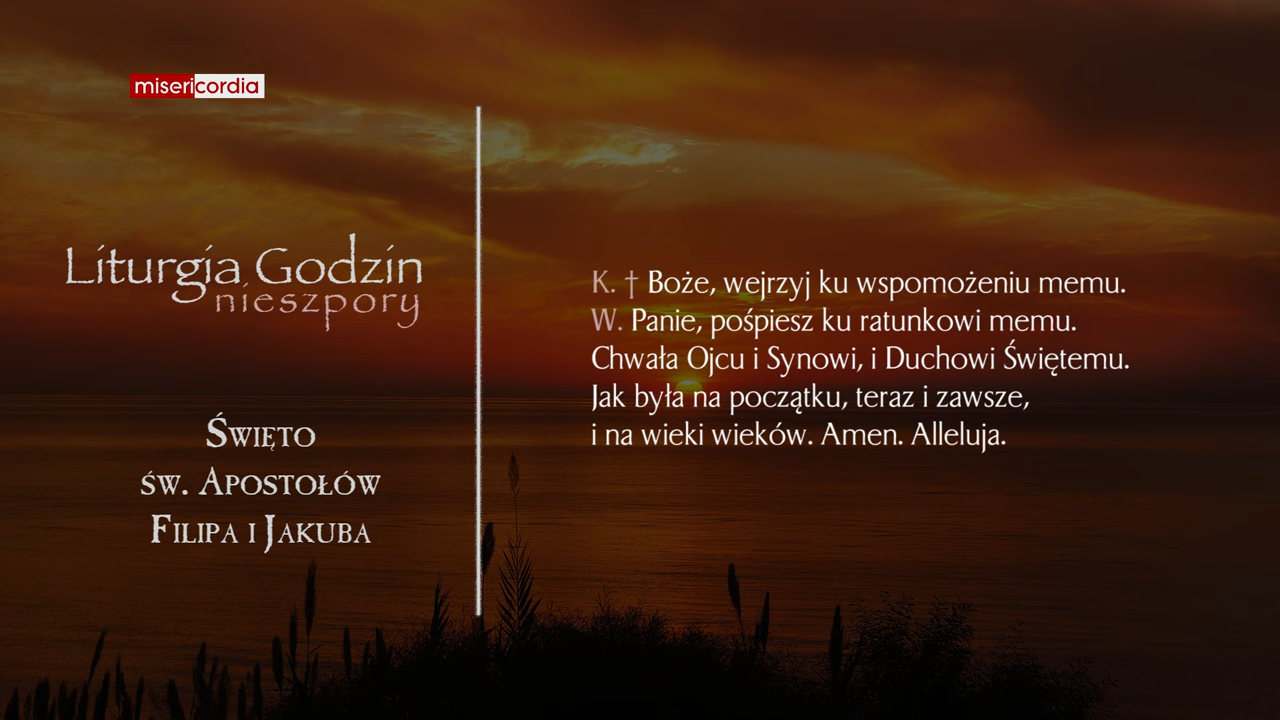 misericordia
Liturgia Godzin
nieszpory
Święto
św. Apostołów
Filipa i Jakuba
K. † Boże, wejrzyj ku wspomożeniu memu.
W. Panie, pośpiesz ku ratunkowi memu.
Chwała Ojcu i Synowi, i Duchowi Świętemu.
Jak była na początku, teraz i zawsze,
i na wieki wieków. Amen. Alleluja.